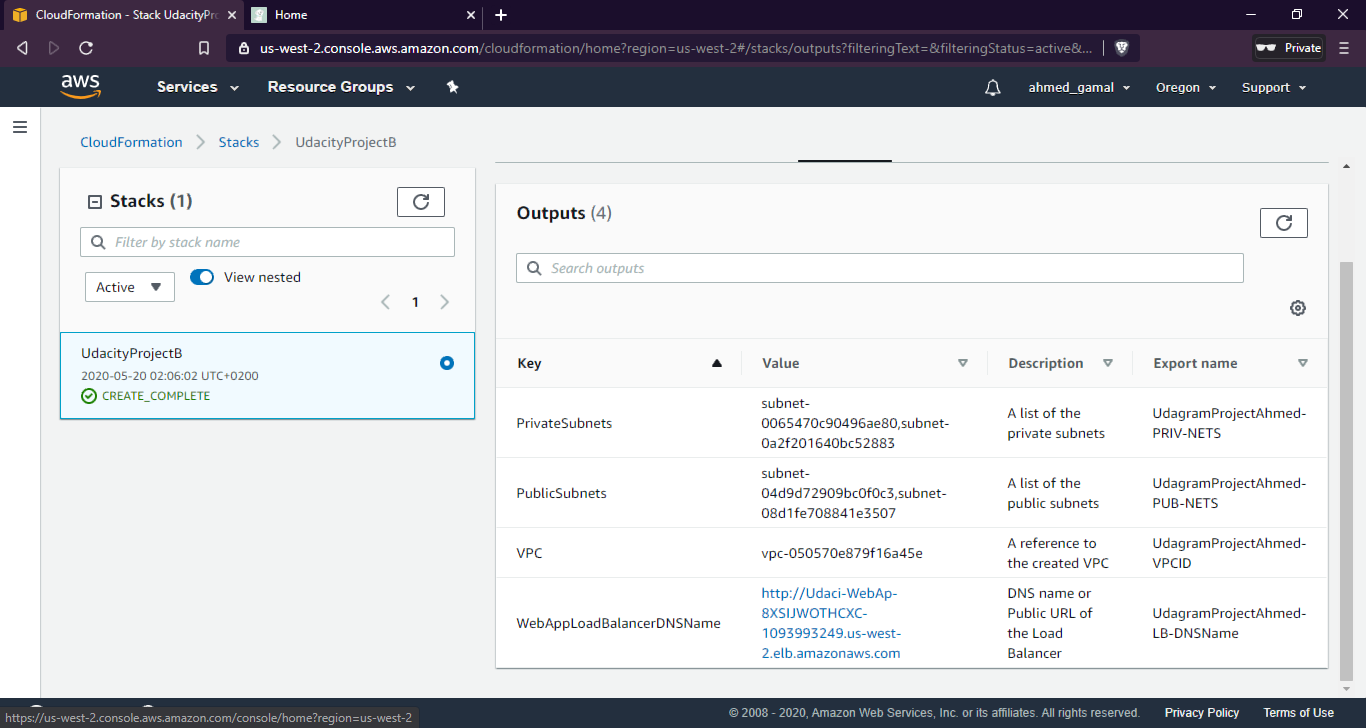 CloudFormation - Stack UdacityPro
Home
us-west-2.console.aws.amazon.com/cloudformation/home?region=us-west-2#/stacks/outputs?filteringText=&filteringStatus=active&...
Private
aws
Services
Resource Groups
ahmed_gamal
Oregon
Support
CloudFormation
Stacks
UdacityProjectB
Stacks (1)
Filter by stack name
Active
View nested
1
UdacityProjectB
2020-05-20 02:06:02 UTC+0200
CREATE_COMPLETE
Outputs (4)
Search outputs
Key
Value
Description
Export name
PrivateSubnets
subnet-
0065470c90496ae80,subnet-
0a2f201640bc52883
A list of the
private subnets
UdagramProjectAhmed-
PRIV-NETS
PublicSubnets
subnet-
04d9d72909bc0f0c3,subnet-
08d1fe708841e3507
A list of the
public subnets
UdagramProjectAhmed-
PUB-NETS
VPC
vpc-050570e879f16a45e
A reference to
the created VPC
UdagramProjectAhmed-
VPCID
WebAppLoadBalancerDNSName
http://Udaci-WebAp-
8XSIJWOTHCXC-
1093993249.us-west-
2.elb.amazonaws.com
DNS name or
Public URL of
the Load
Balancer
UdagramProjectAhmed-
LB-DNSName
https://us-west-2.console.aws.amazon.com/console/home?region=us-west-2
© 2008 - 2020, Amazon Web Services, Inc. or its affiliates. All rights reserved.
Privacy Policy
Terms of Use